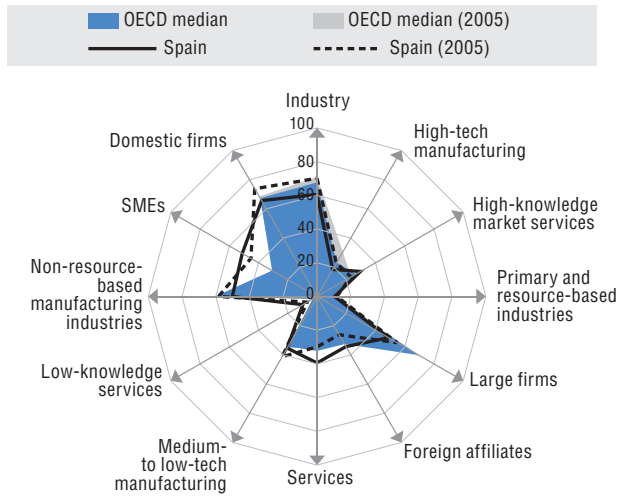 OECD median
OECD median (2005)
Spain
Spain (2005)
Industry
100
80
60
40
20
0
High-tech
manufacturing
High-knowledge
market services
Primary and
resource-based
industries
Large firms
Foreign affiliates
Services
Medium-
to low-tech
manufacturing
Low-knowledge
services
Non-resource-
based
manufacturing
industries
SMEs
Domestic firms